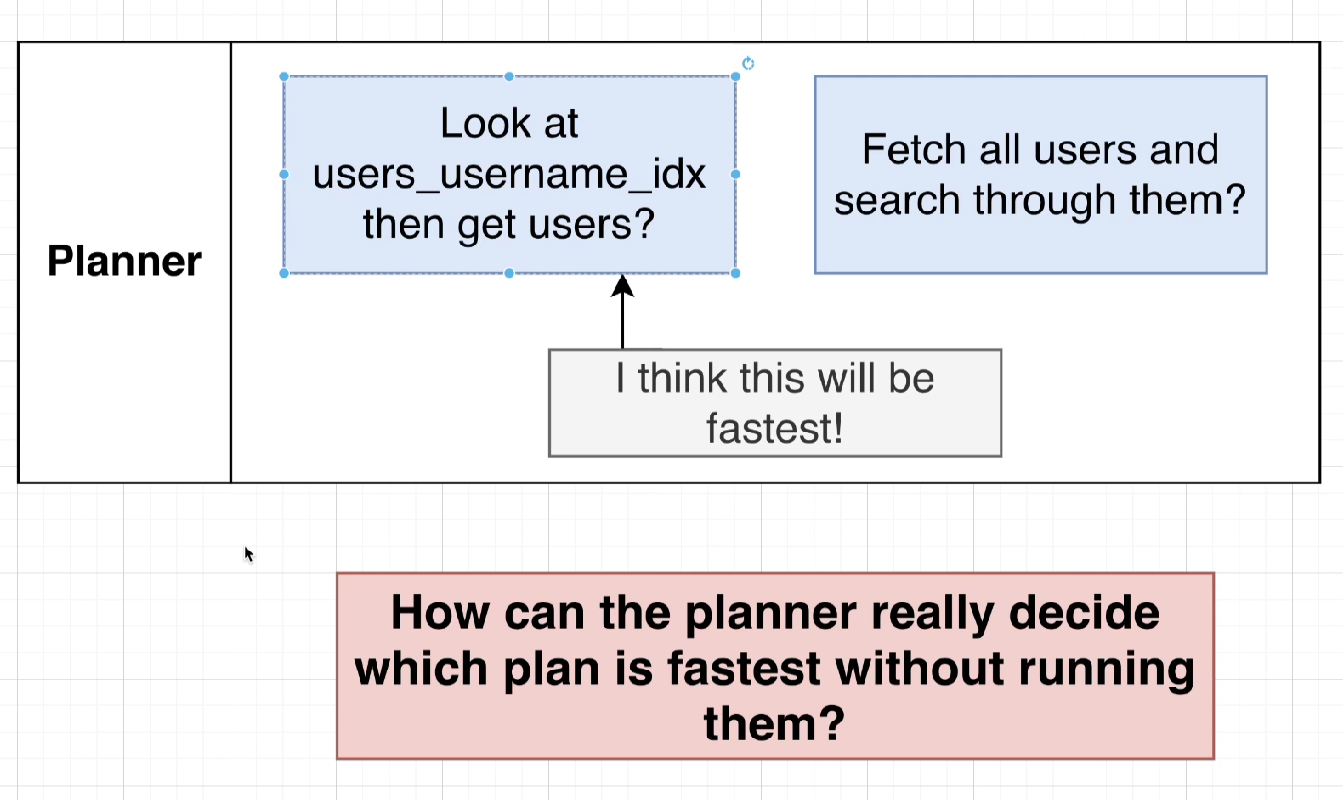 Planner
Look at
users_username_idx
then get users?
Fetch all users and
search through them?
I think this will be
fastest!
How can the planner really decide
which plan is fastest without running
them?